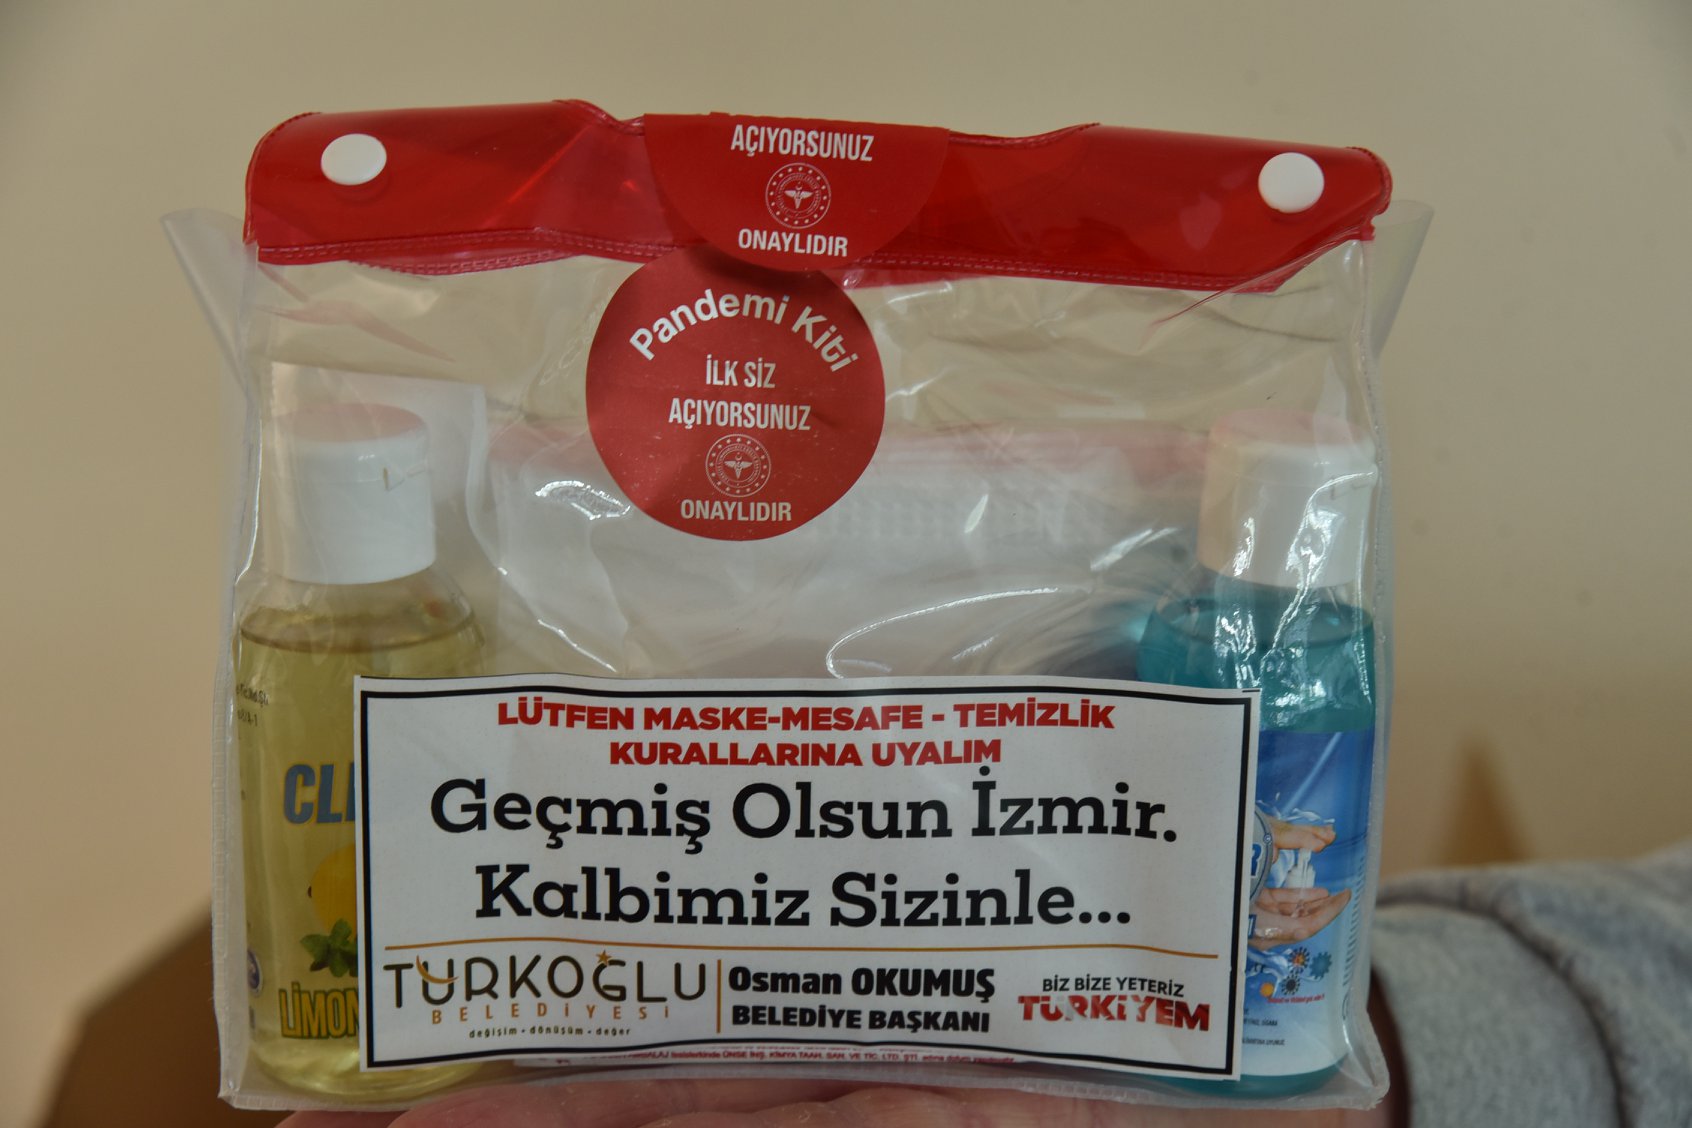 AÇIYORSUNUZ
ONAYLIDIR
Pandemi Kiti
İLK SİZ
AÇIYORSUNUZ
ONAYLIDIR
LÜTFEN MASKE-MESAFE - TEMİZLİK
KURALLARINA UYALIM
Geçmiş Olsun İzmir.
Kalbimiz Sizinle...
TÜRKOĞLU
BELEDİYESİ
değişim - dönüşüm - değer
Osman OKUMUŞ
BELEDİYE BAŞKANI
BİZ BİZE YETERİZ
TÜRKİYEM
CLE
LİMON